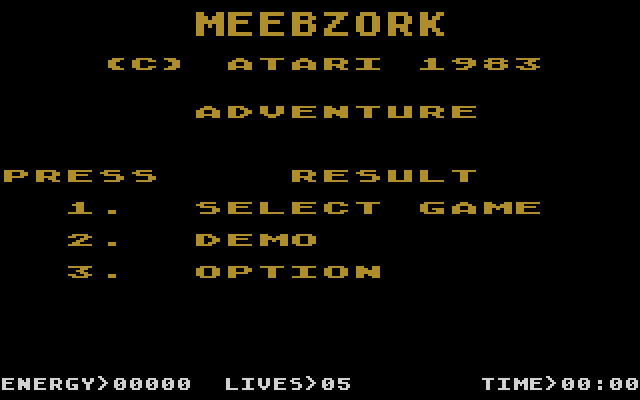 MEEBZORK
(C) ATARI 1983
ADVENTURE
PRESS RESULT
1. SELECT GAME
2. DEMO
3. OPTION
ENERGY>00000 LIVES>05 TIME>00:00